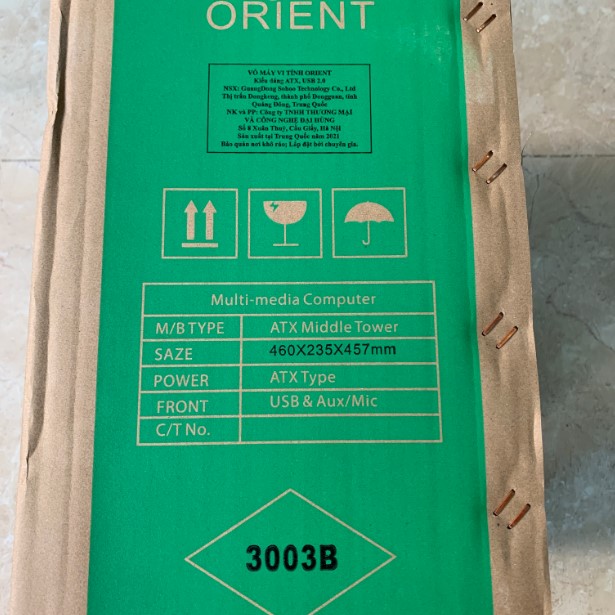 ORIENT
VỎ MÁY VI TÍNH ORIENT
Kiểu dáng ATX, USB 2.0
NSX: GuangDong Sohoo Technology Co., Ltd
Thị trấn Dongkeng, thành phố Dongguan, tỉnh
Quảng Đông, Trung Quốc
NK và PP: Công ty TNHH THƯƠNG MẠI
VÀ CÔNG NGHỆ ĐẠI HÙNG
Số 8 Xuân Thuỷ, Cầu Giấy, Hà Nội
Sản xuất tại Trung Quốc năm 2021
Bảo quản nơi khô ráo; Lắp đặt bởi chuyên gia.
Multi-media Computer
M/B TYPE ATX Middle Tower
SAZE 460X235X457mm
POWER ATX Type
FRONT USB & Aux/Mic
C/T No.
3003B